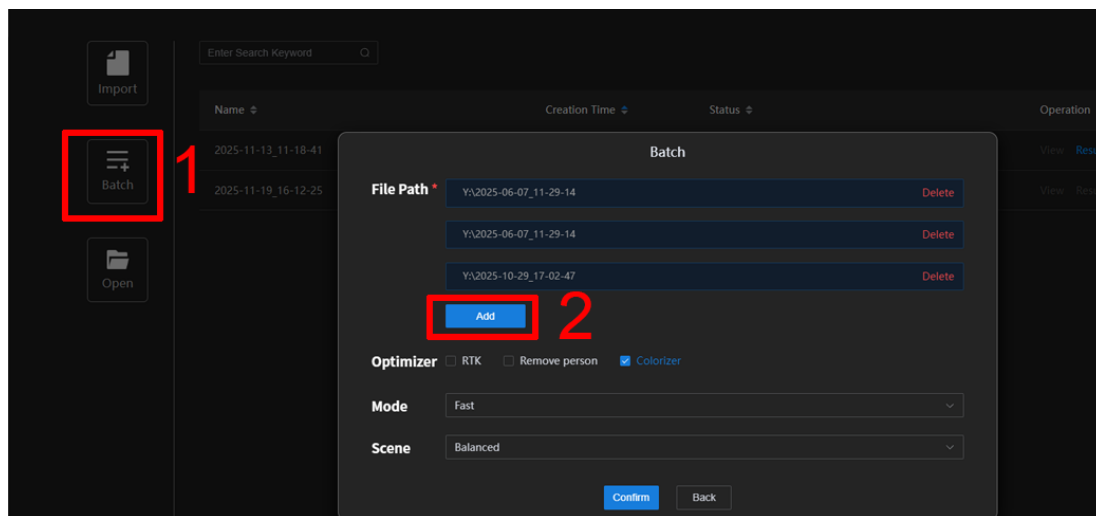 Enter Search Keyword
Import
Name Creation Time Status Operation
2025-11-13_11-18-41 View
1
Batch
2025-11-19_16-12-25 View
Open
Batch
File Path *
Y:\2025-06-07_11-29-14 Delete
Y:\2025-06-07_11-29-14 Delete
Y:\2025-10-29_17-02-47 Delete
Add
2
Optimizer RTK Remove person Colorizer
Mode Fast
Scene Balanced
Confirm Back